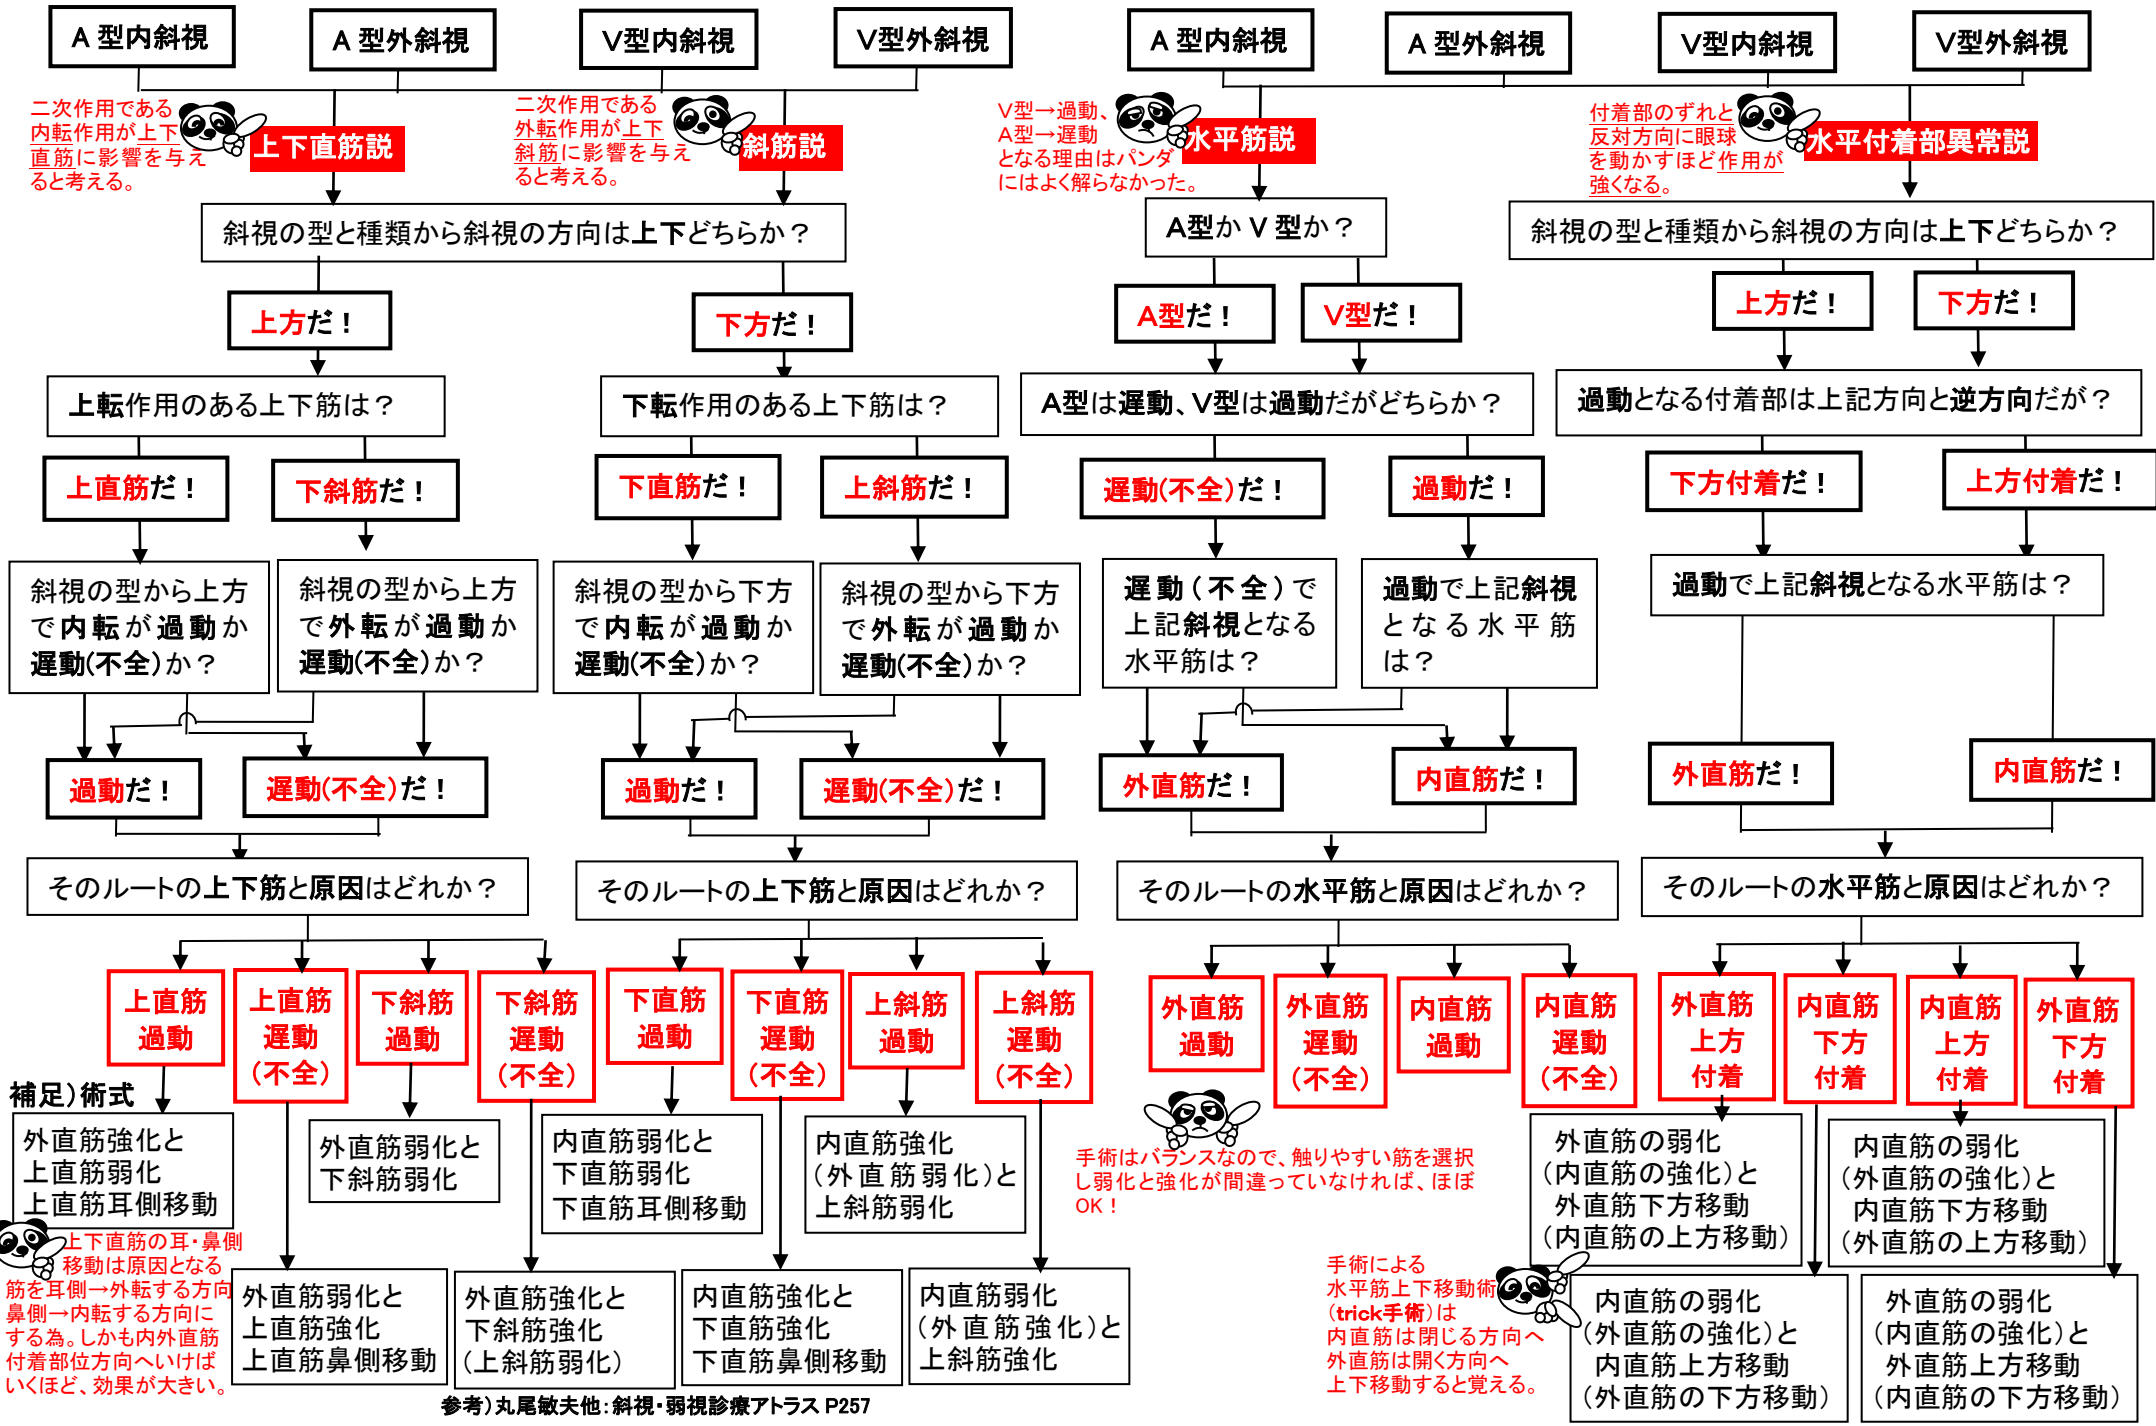 A 型内斜視
A 型外斜視
V型内斜視
V型外斜視
A 型内斜視
A 型外斜視
V型内斜視
V型外斜視
二次作用である
内転作用が上下
直筋に影響を与え
ると考える。
上下直筋説
二次作用である
外転作用が上下
斜筋に影響を与え
ると考える。
斜筋説
V型→過動、
A型→遅動
となる理由はパンダ
にはよく解らなかった。
水平筋説
付着部のずれと
反対方向に眼球
を動かすほど作用が
強くなる。
水平付着部異常説
斜視の型と種類から斜視の方向は上下どちらか？
A型か V 型か？
斜視の型と種類から斜視の方向は上下どちらか？
上方だ！
下方だ！
A型だ！
V型だ！
上方だ！
下方だ！
上転作用のある上下筋は？
下転作用のある上下筋は？
A型は遅動、V型は過動だがどちらか？
過動となる付着部は上記方向と逆方向だが？
上直筋だ！
下斜筋だ！
下直筋だ！
上斜筋だ！
遅動(不全)だ！
過動だ！
下方付着だ！
上方付着だ！
斜視の型から上方
で内転が過動か
遅動(不全)か？
斜視の型から上方
で外転が過動か
遅動(不全)か？
斜視の型から下方
で内転が過動か
遅動(不全)か？
斜視の型から下方
で外転が過動か
遅動(不全)か？
遅動(不全)で
上記斜視となる
水平筋は？
過動で上記斜視
となる水平筋
は？
過動で上記斜視となる水平筋は？
過動だ！
遅動(不全)だ！
過動だ！
遅動(不全)だ！
外直筋だ！
内直筋だ！
外直筋だ！
内直筋だ！
そのルートの上下筋と原因はどれか？
そのルートの上下筋と原因はどれか？
そのルートの水平筋と原因はどれか？
そのルートの水平筋と原因はどれか？
上直筋
過動
上直筋
遅動
(不全)
下斜筋
過動
下斜筋
遅動
(不全)
下直筋
過動
下直筋
遅動
(不全)
上斜筋
過動
上斜筋
遅動
(不全)
外直筋
過動
外直筋
遅動
(不全)
内直筋
過動
内直筋
遅動
(不全)
外直筋
上方
付着
内直筋
下方
付着
内直筋
上方
付着
外直筋
下方
付着
補足)術式
外直筋強化と
上直筋弱化
上直筋耳側移動
外直筋弱化と
下斜筋弱化
内直筋弱化と
下直筋弱化
下直筋耳側移動
内直筋強化
(外直筋弱化)と
上斜筋弱化
手術はバランスなので、触りやすい筋を選択
し弱化と強化が間違っていなければ、ほぼ
OK！
外直筋の弱化
(内直筋の強化)と
外直筋下方移動
(内直筋の上方移動)
内直筋の弱化
(外直筋の強化)と
内直筋下方移動
(外直筋の上方移動)
上下直筋の耳・鼻側
移動は原因となる
筋を耳側→外転する方向
鼻側→内転する方向に
する為。しかも内外直筋
付着部位方向へいけば
いくほど、効果が大きい。
外直筋弱化と
上直筋強化
上直筋鼻側移動
外直筋強化と
下斜筋強化
(上斜筋弱化)
内直筋強化と
下直筋強化
下直筋鼻側移動
内直筋弱化
(外直筋強化)と
上斜筋強化
手術による
水平筋上下移動術
(trick手術)は
内直筋は閉じる方向へ
外直筋は開く方向へ
上下移動すると覚える。
内直筋の弱化
(外直筋の強化)と
内直筋上方移動
(外直筋の下方移動)
外直筋の弱化
(内直筋の強化)と
外直筋上方移動
(内直筋の下方移動)
参考)丸尾敏夫他：斜視・弱視診療アトラス P257